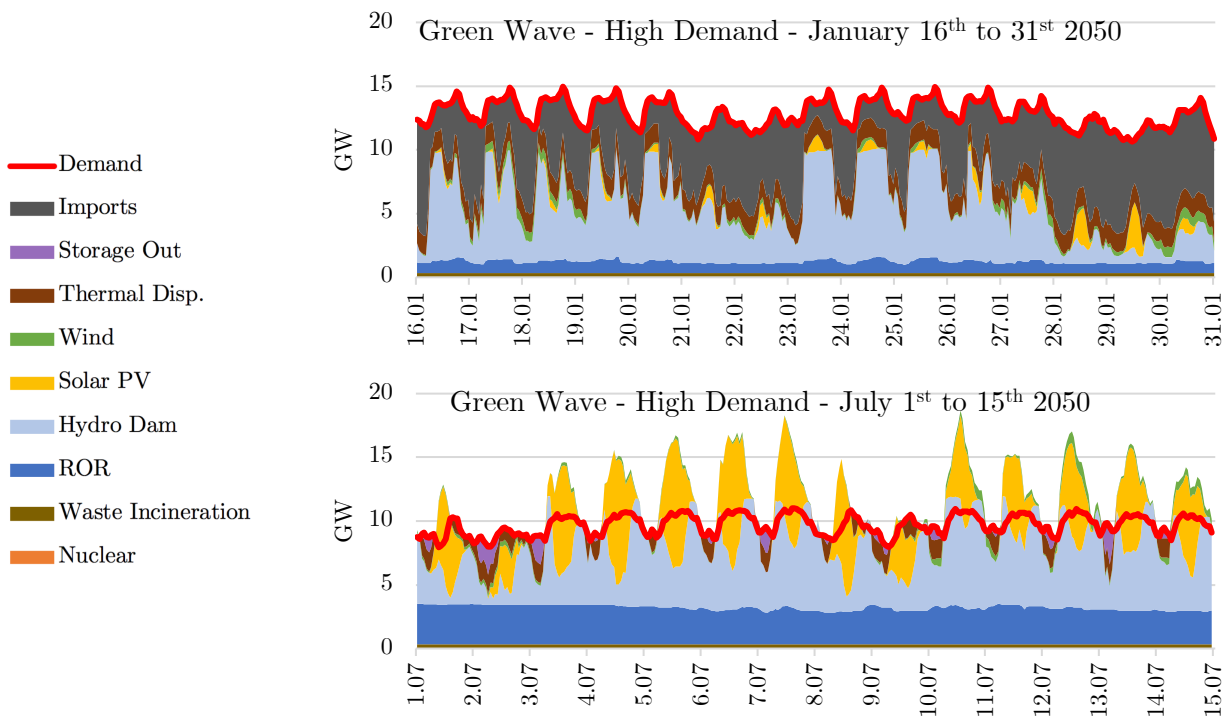 Demand
Imports
Storage Out
Thermal Disp.
Wind
Solar PV
Hydro Dam
ROR
Waste Incineration
Nuclear
Green Wave - High Demand - January 16th to 31st 2050
GW
20
15
10
5
0
16.01
17.01
18.01
19.01
20.01
21.01
22.01
23.01
24.01
25.01
26.01
27.01
28.01
29.01
30.01
31.01
Green Wave - High Demand - July 1st to 15th 2050
GW
20
15
10
5
0
1.07
2.07
3.07
4.07
5.07
6.07
7.07
8.07
9.07
10.07
11.07
12.07
13.07
14.07
15.07